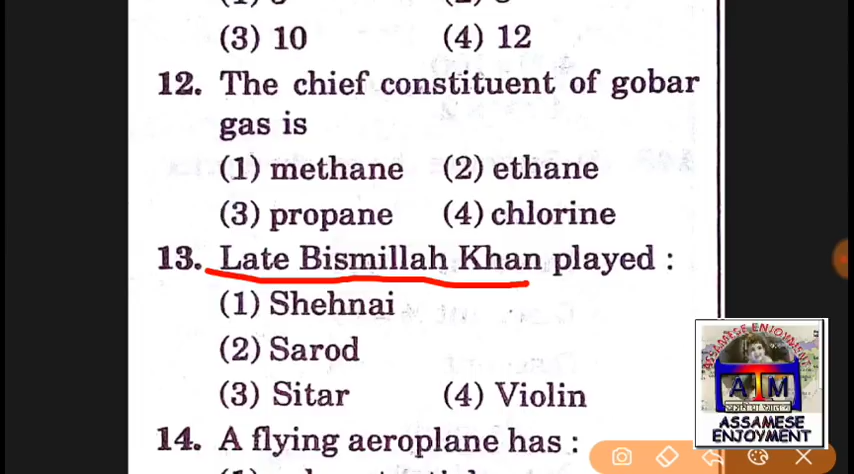 (3) 10 (4) 12
12. The chief constituent of gobar
gas is
(1) methane (2) ethane
(3) propane (4) chlorine
13. Late Bismillah Khan played :
(1) Shehnai
(2) Sarod
(3) Sitar (4) Violin
14. A flying aeroplane has :
ASSAMESE ENJOYMENT
ATM
ASSAMESE
ENJOYMENT